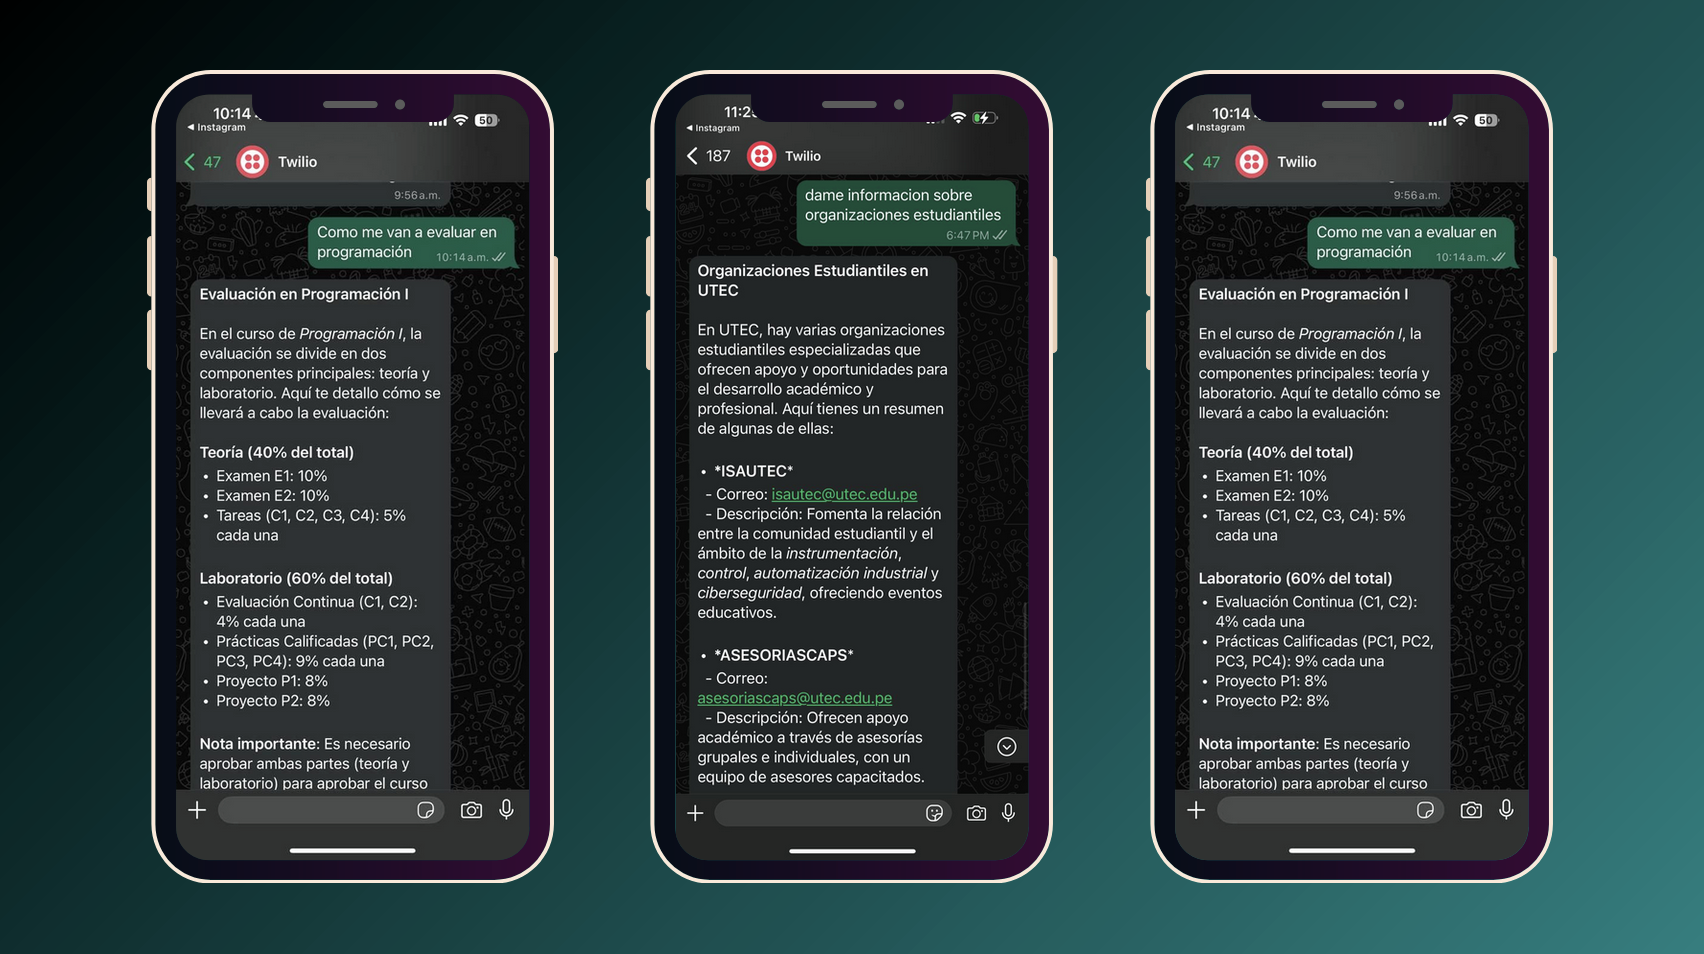 10:14
◀ Instagram
50
47
Twilio
9:56 a.m.
Como me van a evaluar en
programación
10:14 a.m.
Evaluación en Programación I
En el curso de Programación I, la
evaluación se divide en dos
componentes principales: teoría y
laboratorio. Aquí te detallo cómo se
llevará a cabo la evaluación:
Teoría (40% del total)
• Examen E1: 10%
• Examen E2: 10%
• Tareas (C1, C2, C3, C4): 5%
cada una
Laboratorio (60% del total)
• Evaluación Continua (C1, C2):
4% cada una
• Prácticas Calificadas (PC1, PC2,
PC3, PC4): 9% cada una
• Proyecto P1: 8%
• Proyecto P2: 8%
Nota importante: Es necesario
aprobar ambas partes (teoría y
laboratorio) para aprobar el curso
◀ Instagram
187
Twilio
dame informacion sobre
organizaciones estudiantiles
6:47 PM
Organizaciones Estudiantiles en
UTEC
En UTEC, hay varias organizaciones
estudiantiles especializadas que
ofrecen apoyo y oportunidades para
el desarrollo académico y
profesional. Aquí tienes un resumen
de algunas de ellas:
• *ISAUTEC*
- Correo: isautec@utec.edu.pe
- Descripción: Fomenta la relación
entre la comunidad estudiantil y el
ámbito de la instrumentación,
control, automatización industrial y
ciberseguridad, ofreciendo eventos
educativos.
• *ASESORIASCAPS*
- Correo:
asesoriascaps@utec.edu.pe
- Descripción: Ofrecen apoyo
académico a través de asesorías
grupales e individuales, con un
equipo de asesores capacitados.
10:14
◀ Instagram
50
47
Twilio
9:56 a.m.
Como me van a evaluar en
programación
10:14 a.m.
Evaluación en Programación I
En el curso de Programación I, la
evaluación se divide en dos
componentes principales: teoría y
laboratorio. Aquí te detallo cómo se
llevará a cabo la evaluación:
Teoría (40% del total)
• Examen E1: 10%
• Examen E2: 10%
• Tareas (C1, C2, C3, C4): 5%
cada una
Laboratorio (60% del total)
• Evaluación Continua (C1, C2):
4% cada una
• Prácticas Calificadas (PC1, PC2,
PC3, PC4): 9% cada una
• Proyecto P1: 8%
• Proyecto P2: 8%
Nota importante: Es necesario
aprobar ambas partes (teoría y
laboratorio) para aprobar el curso